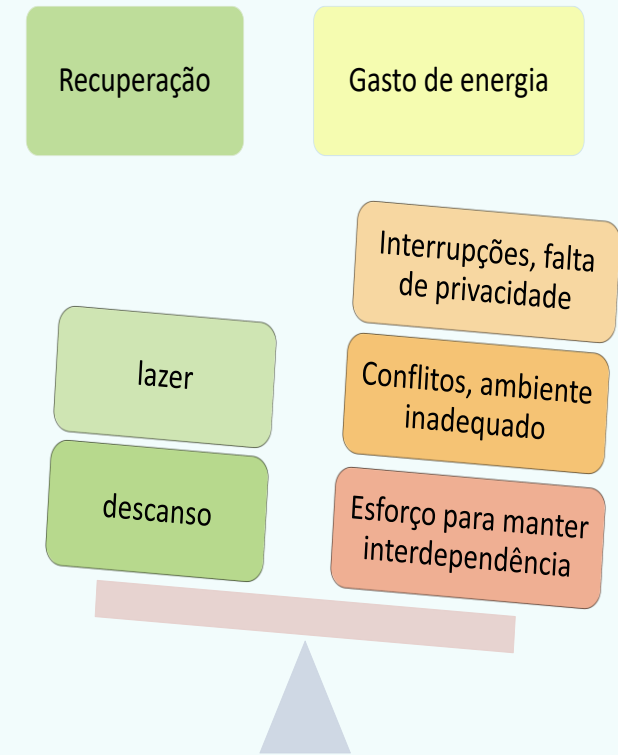 Recuperação
Gasto de energia
Interrupções, falta
de privacidade
lazer
Conflitos, ambiente
inadequado
descanso
Esforço para manter
interdependência